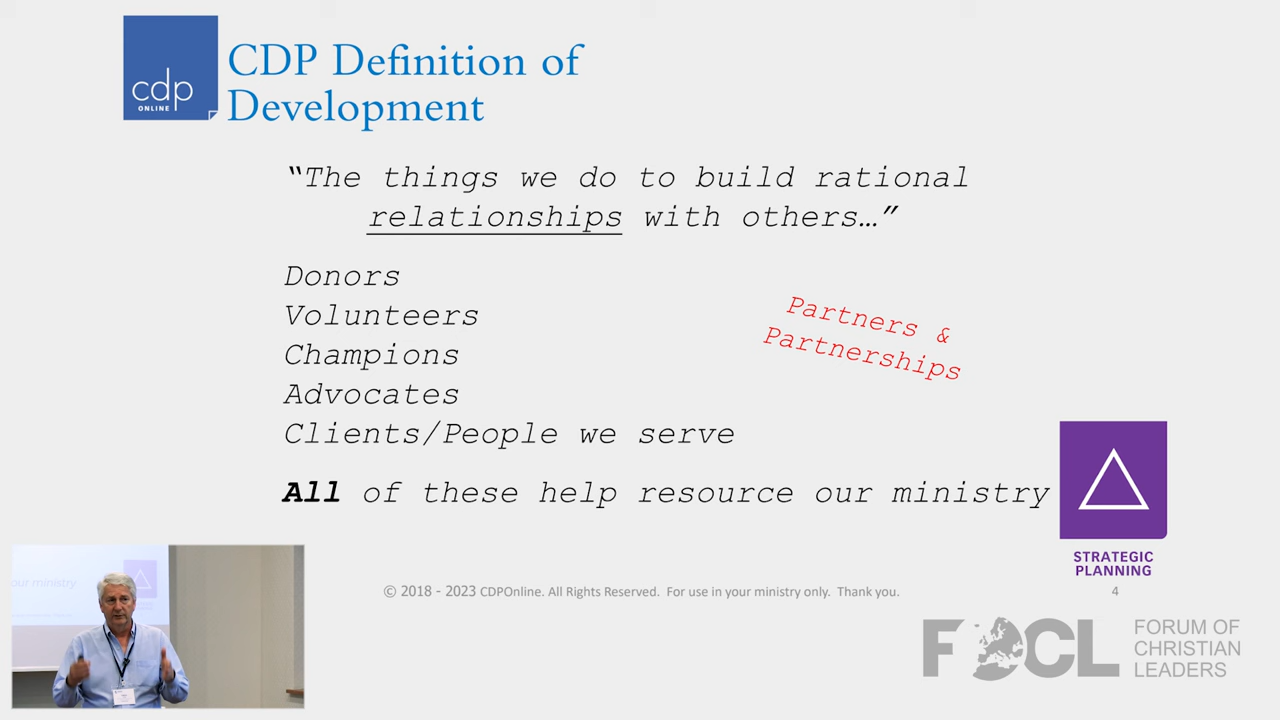 cdp
ONLINE
CDP Definition of
Development
“The things we do to build rational
relationships with others…”
Donors
Volunteers
Champions
Advocates
Clients/People we serve
Partners &
Partnerships
All of these help resource our ministry
STRATEGIC
PLANNING
our ministry
© 2018 - 2023 CDPOnline. All Rights Reserved. For use in your ministry only. Thank you.
4
FOCL
FORUM OF
CHRISTIAN
LEADERS